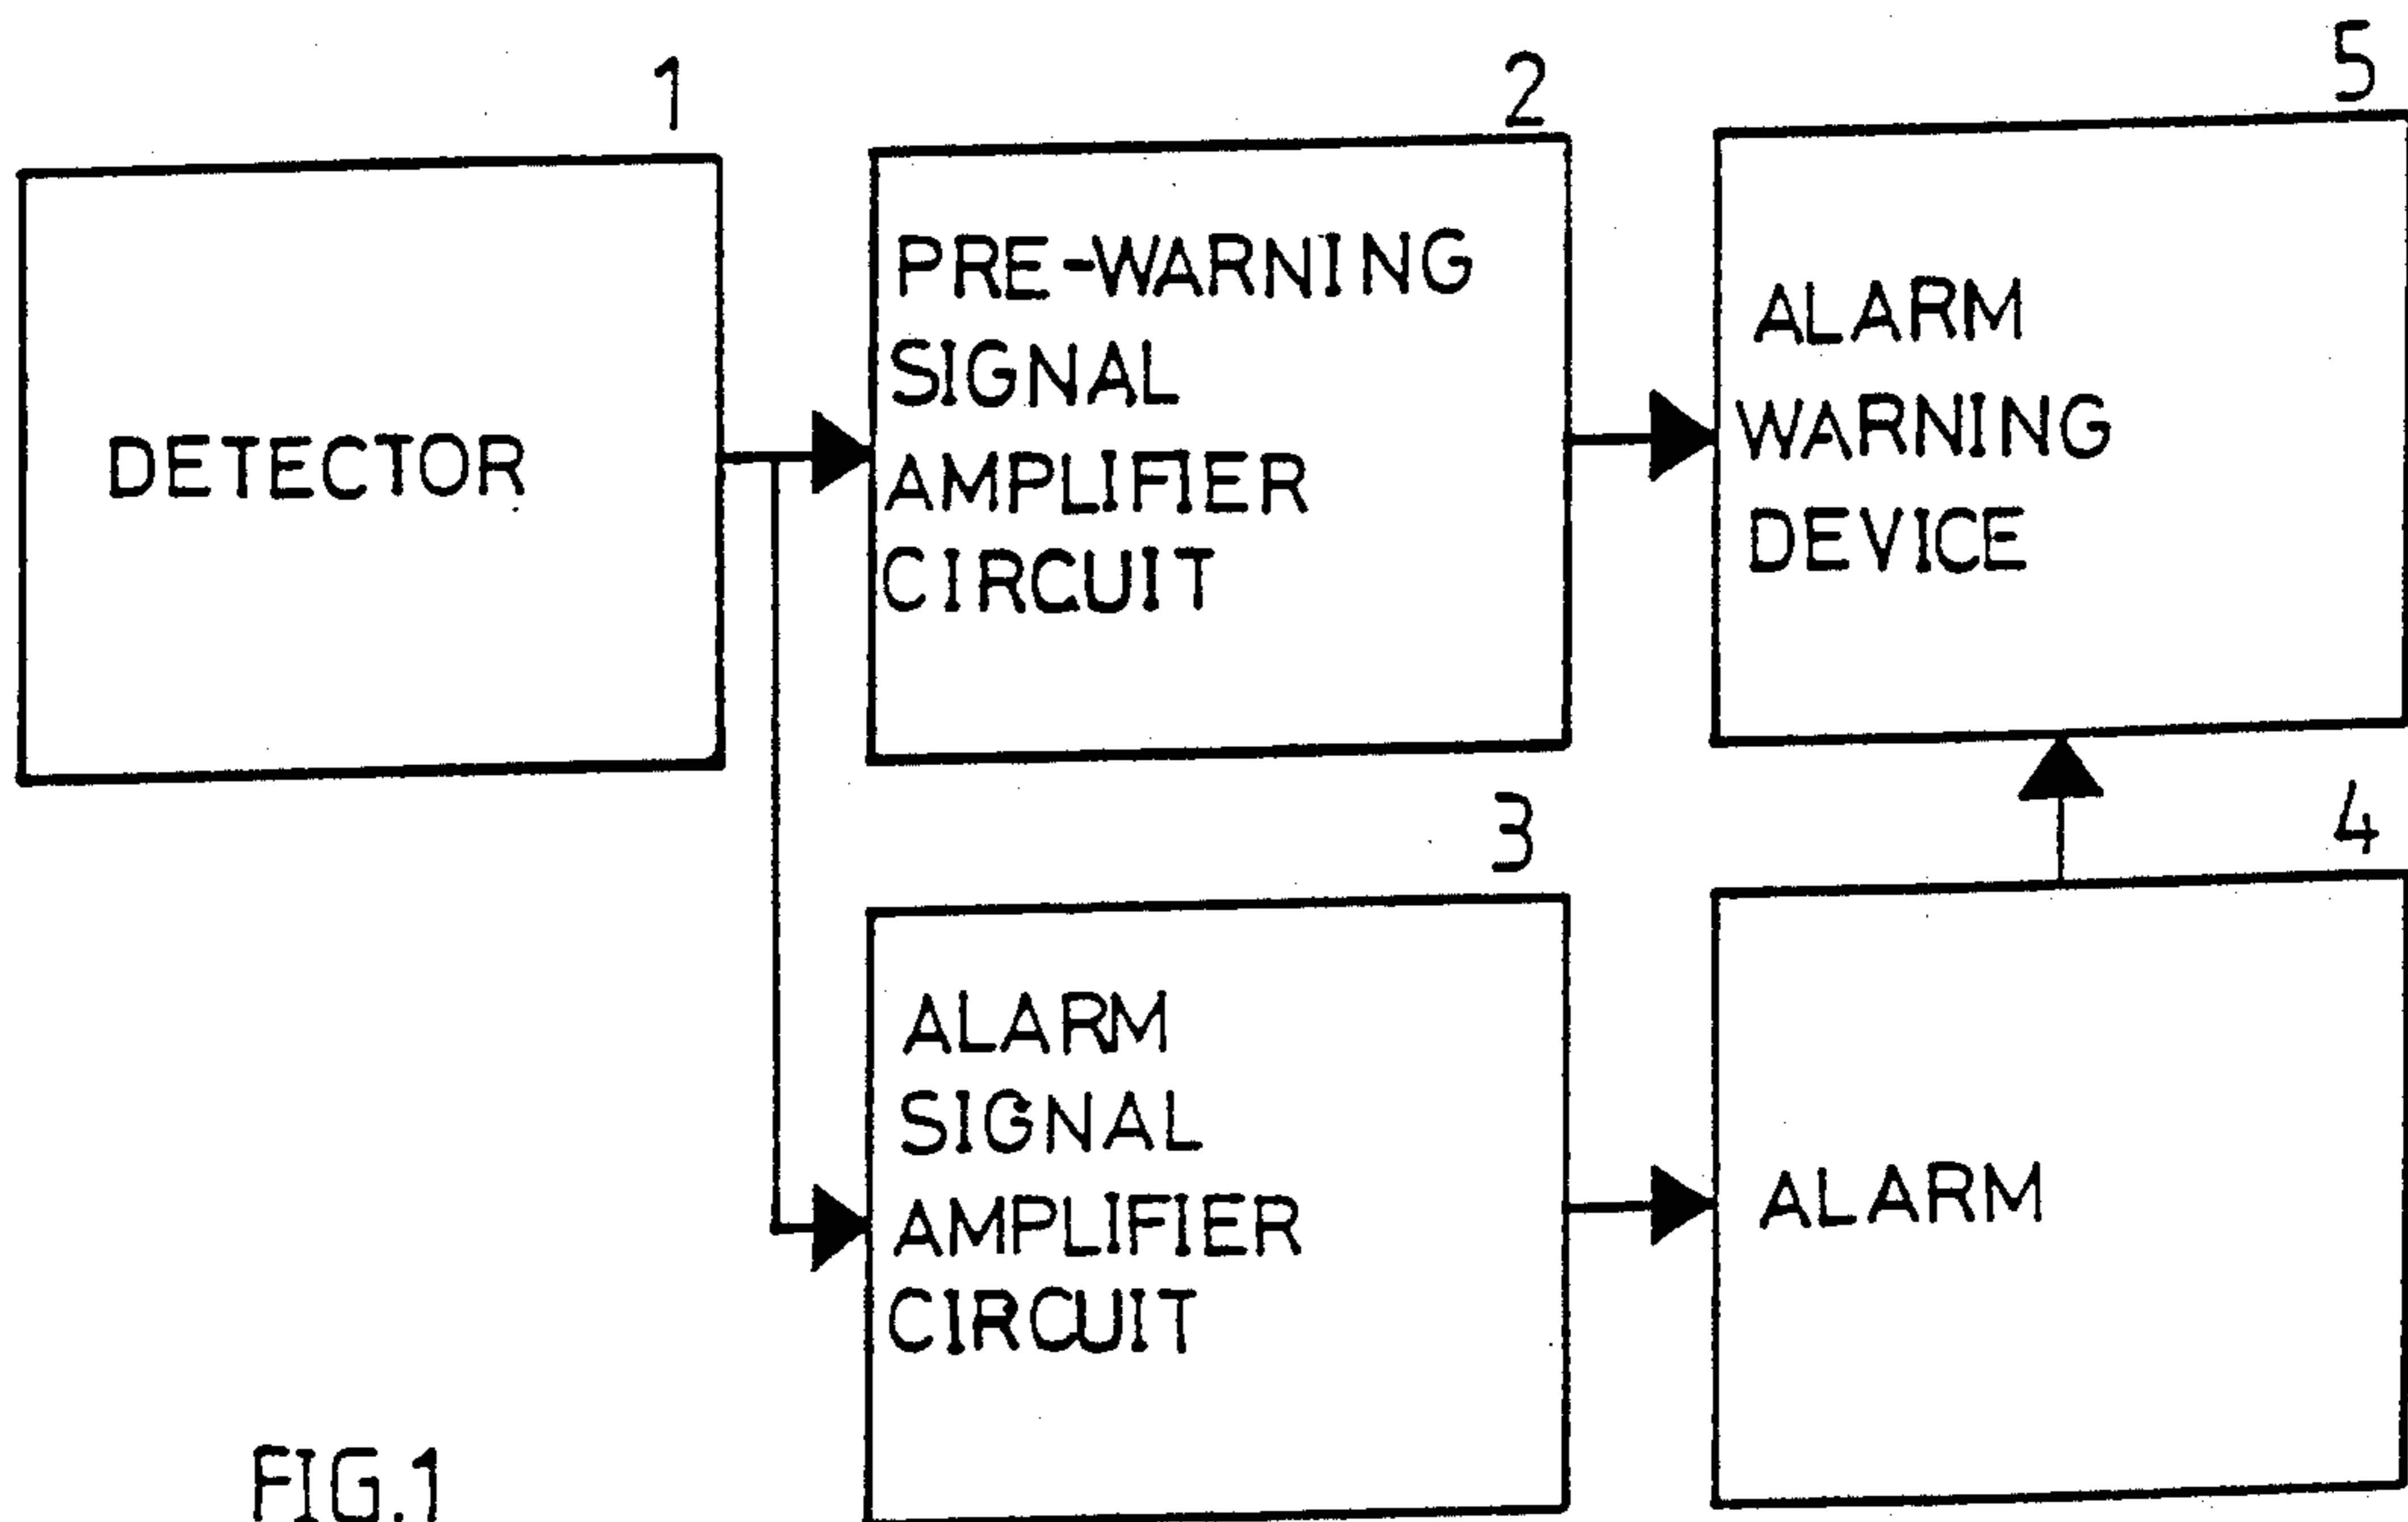 1
DETECTOR
2
PRE-WARNING
SIGNAL
AMPLIFIER
CIRCUIT
5
ALARM
WARNING
DEVICE
3
ALARM
SIGNAL
AMPLIFIER
CIRCUIT
4
ALARM
FIG.1